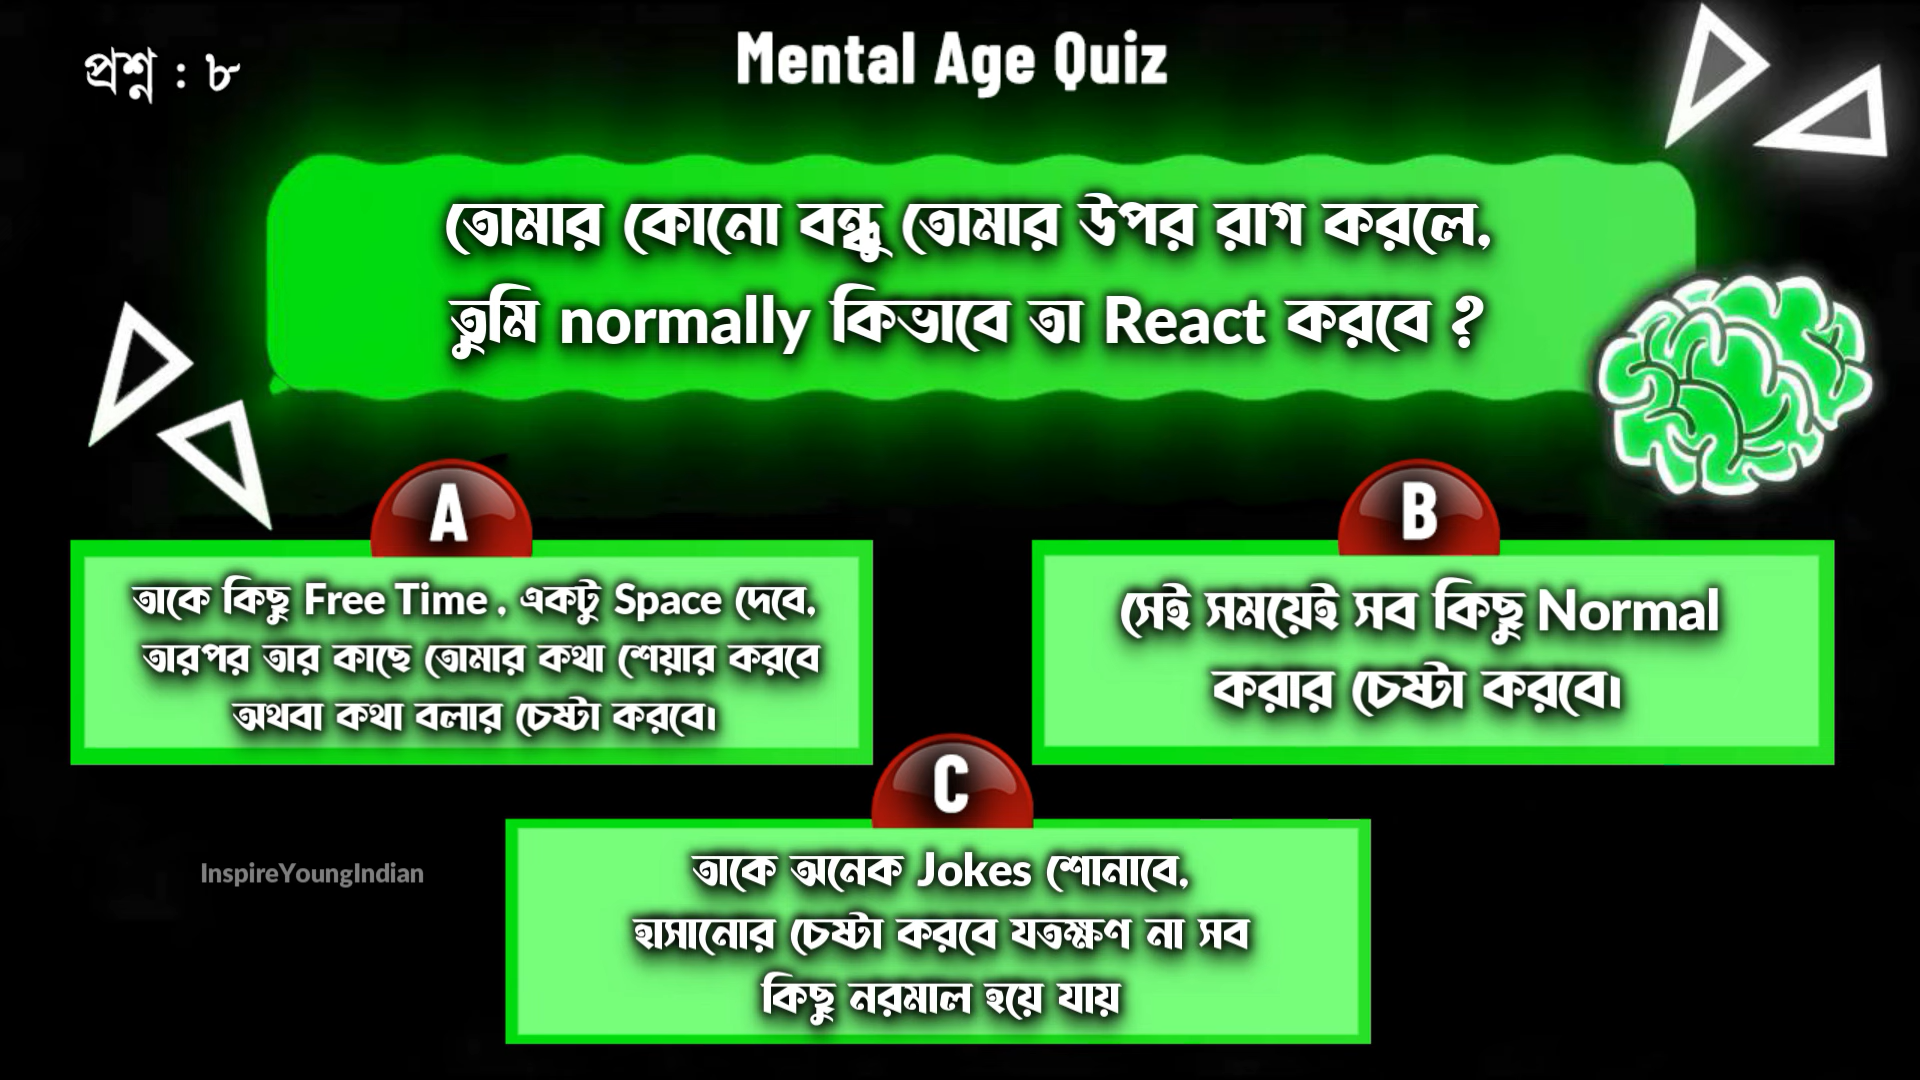 প্রশ্ন : ৮
Mental Age Quiz
তোমার কোনো বন্ধু তোমার উপর রাগ করলে,
তুমি normally কিভাবে তা React করবে ?
A
তাকে কিছু Free Time , একটু Space দেবে,
তারপর তার কাছে তোমার কথা শেয়ার করবে
অথবা কথা বলার চেষ্টা করবে।
B
সেই সময়েই সব কিছু Normal
করার চেষ্টা করবে।
C
তাকে অনেক Jokes শোনাবে,
হাসানোর চেষ্টা করবে যতক্ষণ না সব
কিছু নরমাল হয়ে যায়
InspireYoungIndian